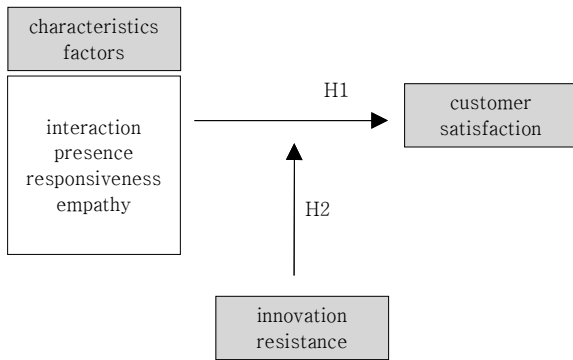 characteristics
factors
interaction
presence
responsiveness
empathy
H1
customer
satisfaction
H2
innovation
resistance